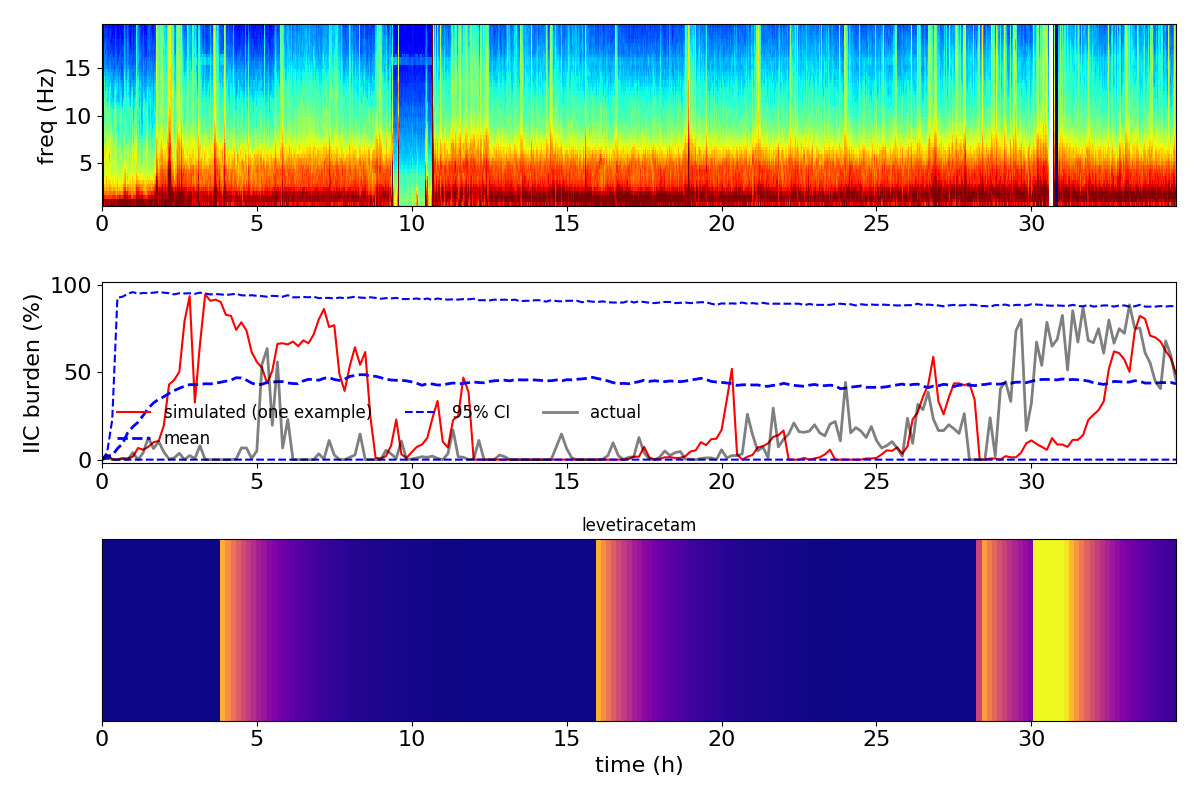 freq (Hz)
15
10
5
0 5 10 15 20 25 30
IIC burden (%)
100
50
0
simulated (one example) 95% CI actual
mean
0 5 10 15 20 25 30
levetiracetam
0 5 10 15 20 25 30
time (h)